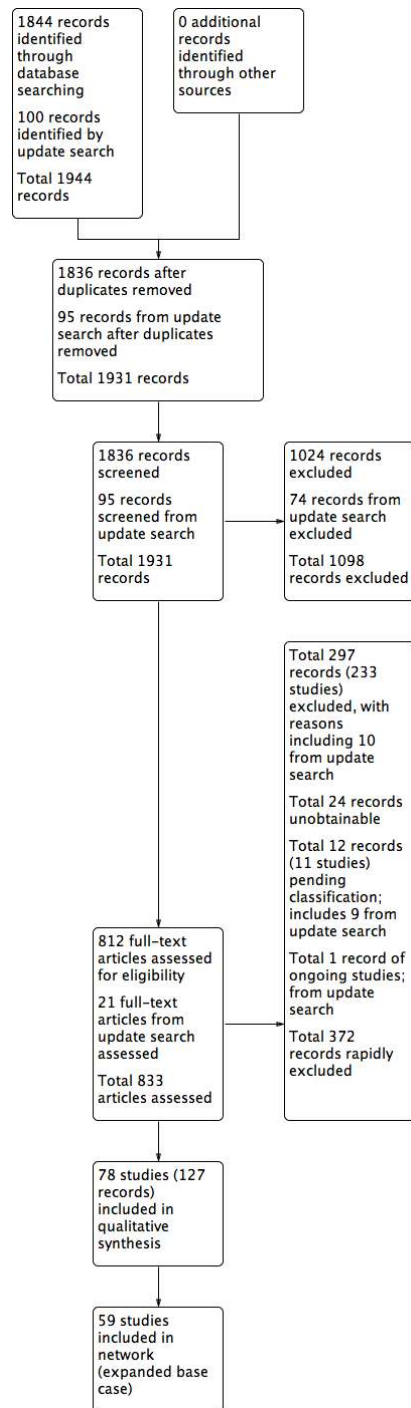 1844 records
identified
through
database
searching
100 records
identified by
update search
Total 1944
records
0 additional
records
identified
through other
sources
1836 records after
duplicates removed
95 records from update
search after duplicates
removed
Total 1931 records
1836 records
screened
95 records
screened from
update search
Total 1931
records
1024 records
excluded
74 records from
update search
excluded
Total 1098
records excluded
Total 297
records (233
studies)
excluded, with
reasons
including 10
from update
search
Total 24 records
unobtainable
Total 12 records
(11 studies)
pending
classification;
includes 9 from
update search
Total 1 record of
ongoing studies;
from update
search
Total 372
records rapidly
excluded
812 full-text
articles assessed
for eligibility
21 full-text
articles from
update search
assessed
Total 833
articles assessed
78 studies (127
records)
included in
qualitative
synthesis
59 studies
included in
network
(expanded base
case)